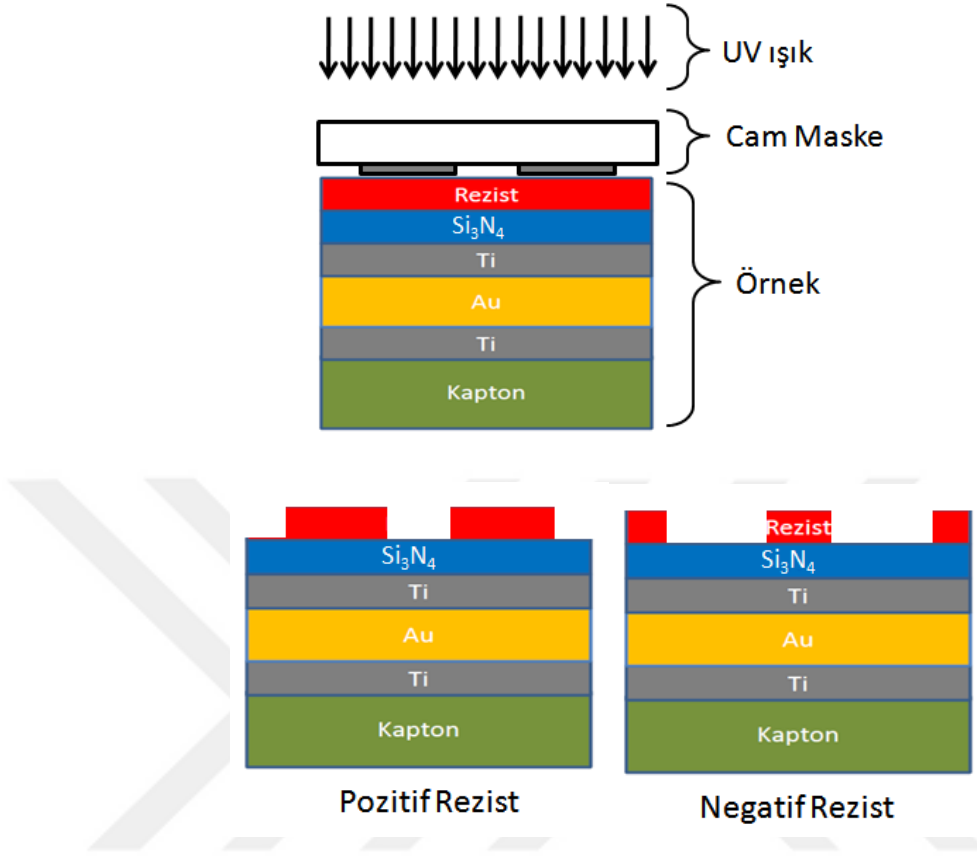 UV ışık
Cam Maske
Rezist
Si₃N₄
Ti
Au
Ti
Kapton
Örnek
Si₃N₄
Ti
Au
Ti
Kapton
Pozitif Rezist
Rezist
Si₃N₄
Ti
Au
Ti
Kapton
Negatif Rezist